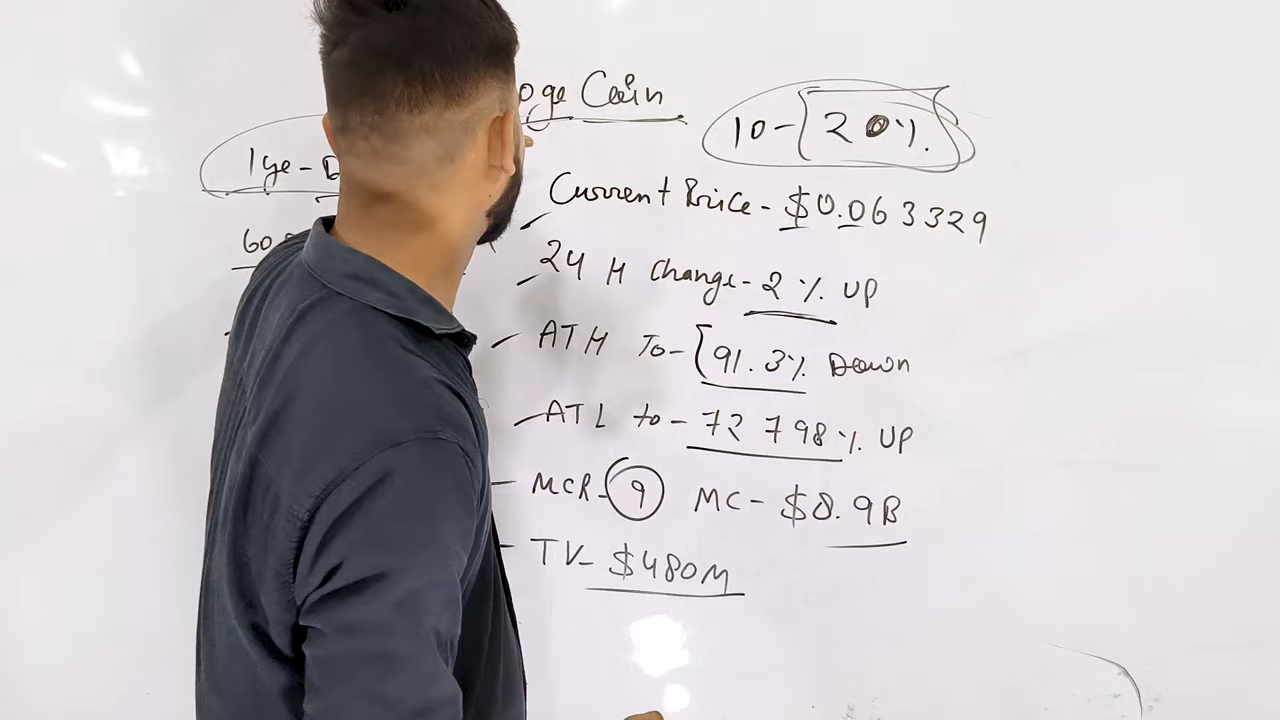 oge Coin
10-[20%.
1ye-
60
Current Price - $0.063329
24 H Change - 2 % UP
ATH To - [91.3% Down
ATL to - 72798% UP
MCR - 9 MC - $8.9B
TV - $480M